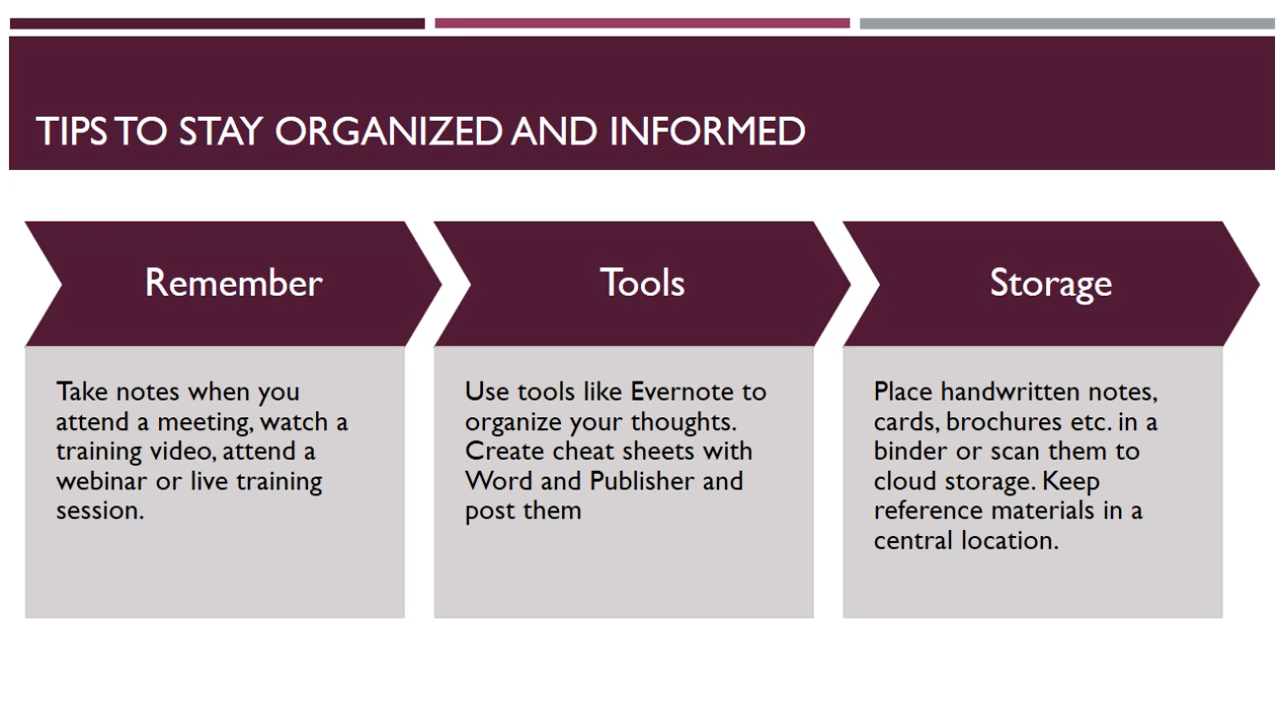 TIPS TO STAY ORGANIZED AND INFORMED
Remember
Take notes when you
attend a meeting, watch a
training video, attend a
webinar or live training
session.
Tools
Use tools like Evernote to
organize your thoughts.
Create cheat sheets with
Word and Publisher and
post them
Storage
Place handwritten notes,
cards, brochures etc. in a
binder or scan them to
cloud storage. Keep
reference materials in a
central location.